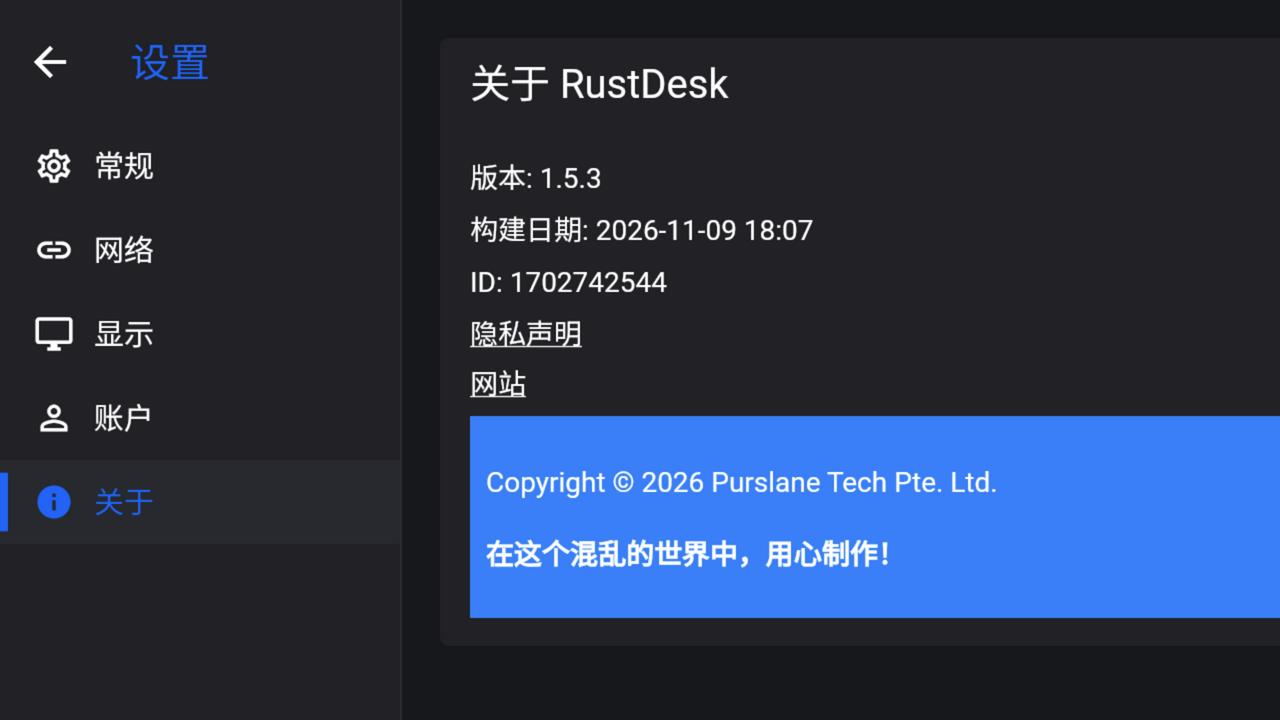 设置
常规
网络
显示
账户
关于
关于 RustDesk
版本: 1.5.3
构建日期: 2026-11-09 18:07
ID: 1702742544
隐私声明
网站
Copyright © 2026 Purslane Tech Pte. Ltd.
在这个混乱的世界中，用心制作！